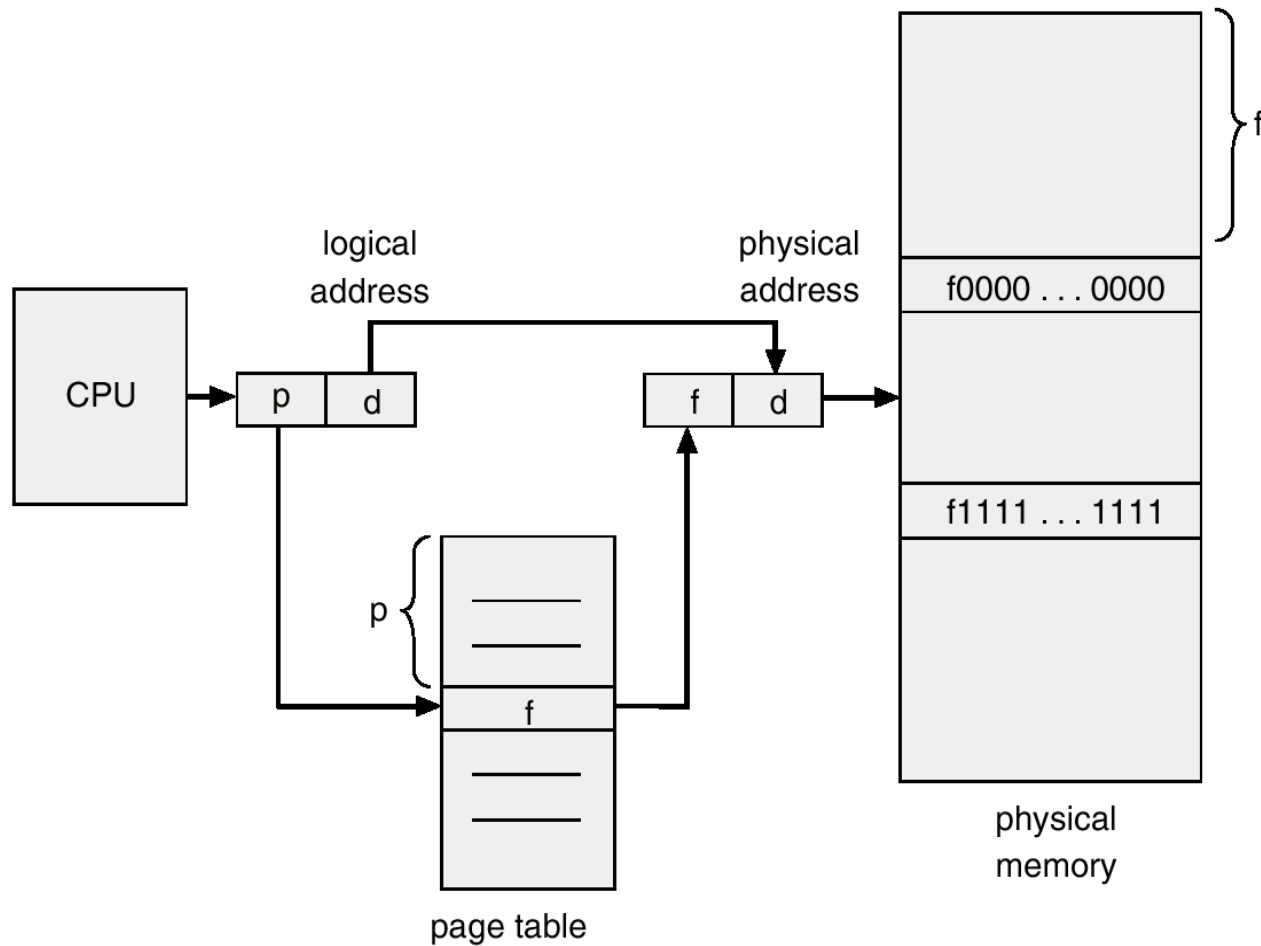 f
logical
address
physical
address
f0000 . . . 0000
CPU
p
d
f
d
f1111 . . . 1111
p
f
physical
memory
page table